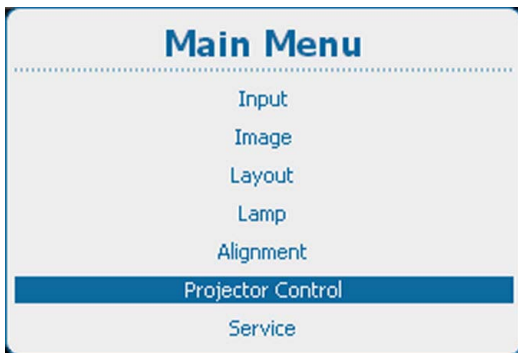 Main Menu
Input
Image
Layout
Lamp
Alignment
Projector Control
Service